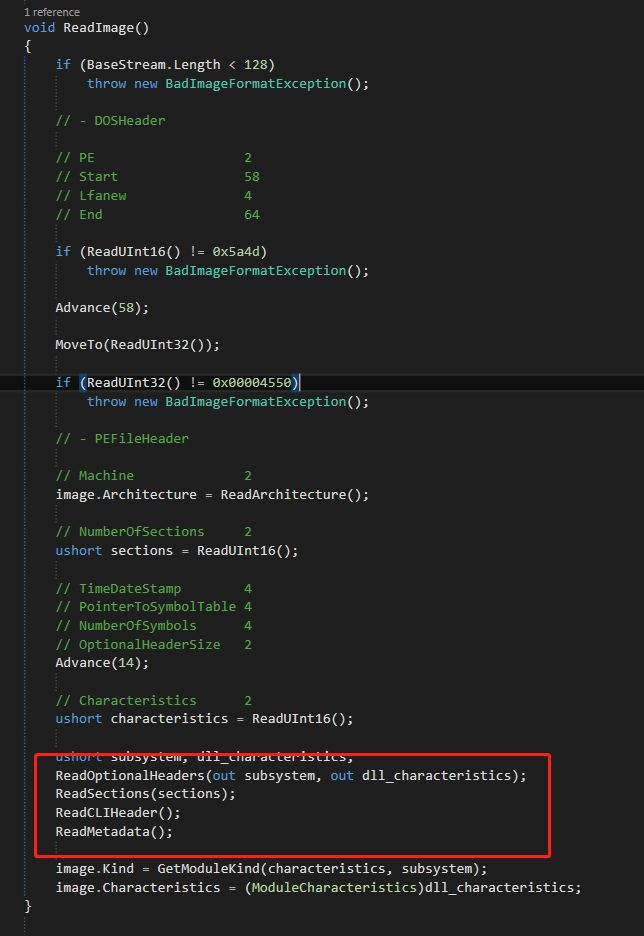 1 reference
void ReadImage()
{
if (BaseStream.Length < 128)
throw new BadImageFormatException();
// - DOSHeader
// PE 2
// Start 58
// Lfanew 4
// End 64
if (ReadUInt16() != 0x5a4d)
throw new BadImageFormatException();
Advance(58);
MoveTo(ReadUInt32());
if (ReadUInt32() != 0x00004550)
throw new BadImageFormatException();
// - PEFileHeader
// Machine 2
image.Architecture = ReadArchitecture();
// NumberOfSections 2
ushort sections = ReadUInt16();
// TimeDateStamp 4
// PointerToSymbolTable 4
// NumberOfSymbols 4
// OptionalHeaderSize 2
Advance(14);
// Characteristics 2
ushort characteristics = ReadUInt16();
ushort subsystem, dll_characteristics;
ReadOptionalHeaders(out subsystem, out dll_characteristics);
ReadSections(sections);
ReadCLIHeader();
ReadMetadata();
image.Kind = GetModuleKind(characteristics, subsystem);
image.Characteristics = (ModuleCharacteristics)dll_characteristics;
}